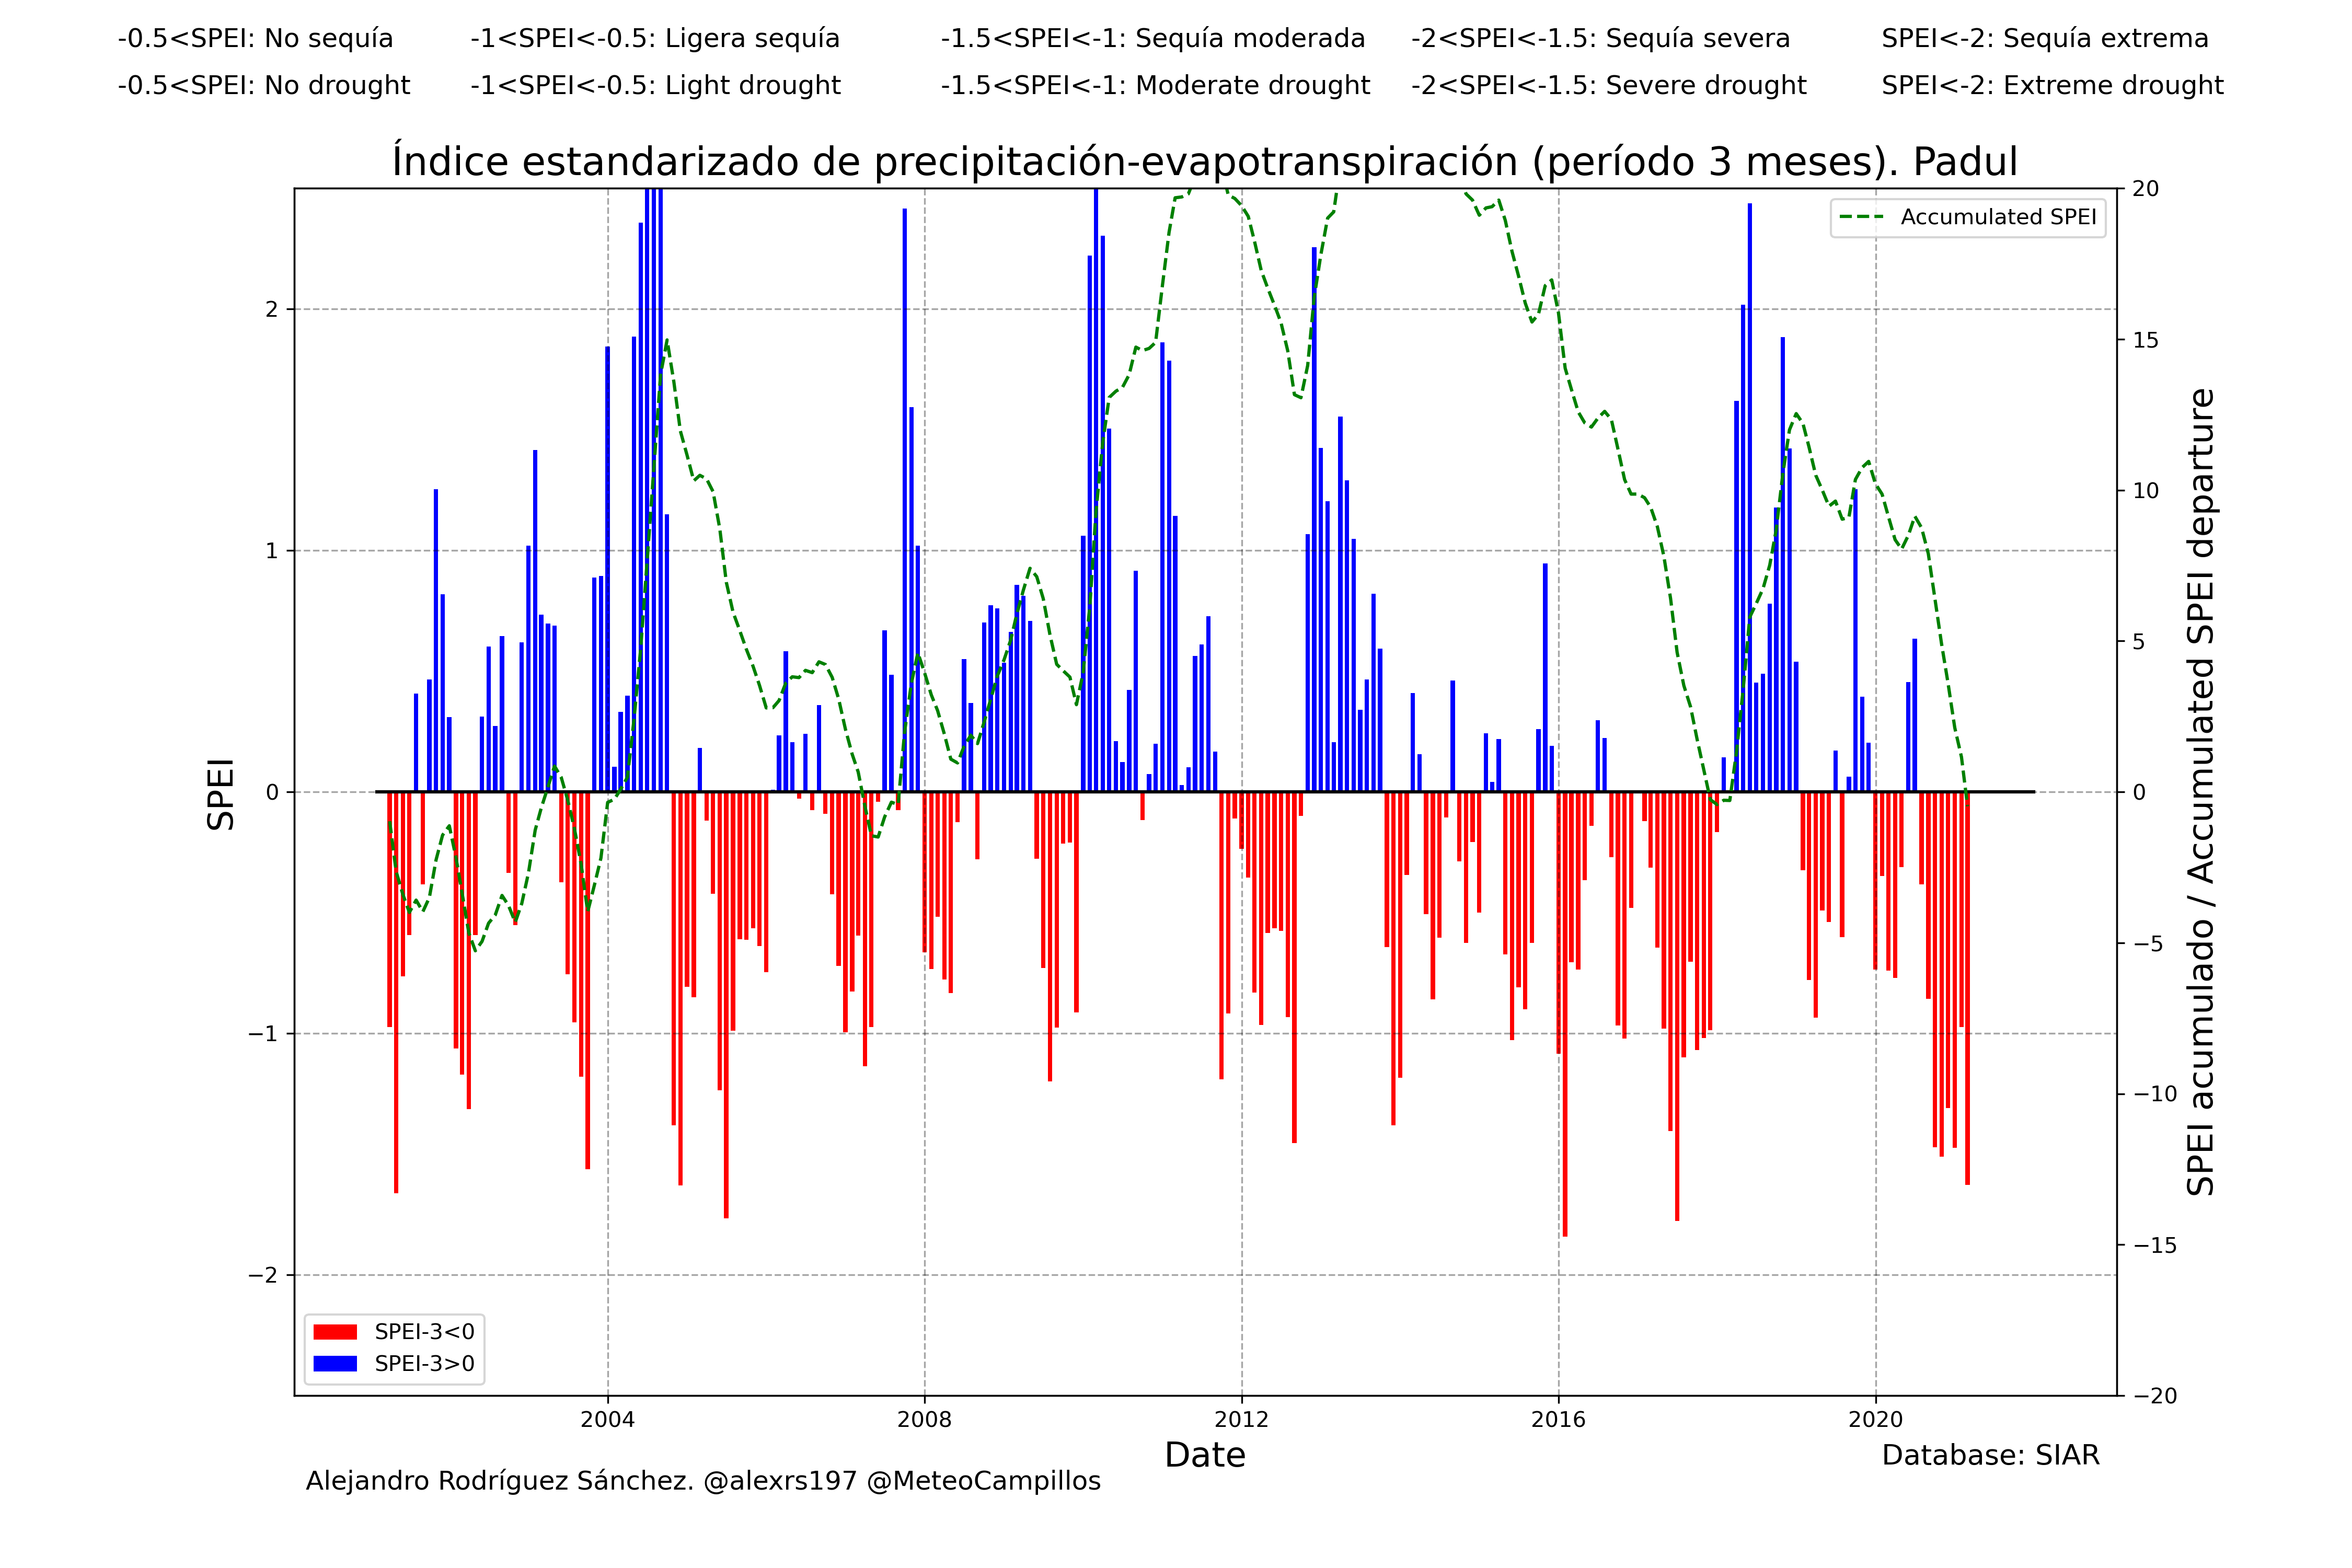 -0.5<SPEI: No sequía -1<SPEI<-0.5: Ligera sequía -1.5<SPEI<-1: Sequía moderada -2<SPEI<-1.5: Sequía severa SPEI<-2: Sequía extrema
-0.5<SPEI: No drought -1<SPEI<-0.5: Light drought -1.5<SPEI<-1: Moderate drought -2<SPEI<-1.5: Severe drought SPEI<-2: Extreme drought
Índice estandarizado de precipitación-evapotranspiración (período 3 meses). Padul
Accumulated SPEI
2
1
0
−1
−2
SPEI
20
15
10
5
0
−5
−10
−15
−20
SPEI acumulado / Accumulated SPEI departure
SPEI-3<0
SPEI-3>0
2004 2008 2012 2016 2020
Date
Database: SIAR
Alejandro Rodríguez Sánchez. @alexrs197 @MeteoCampillos